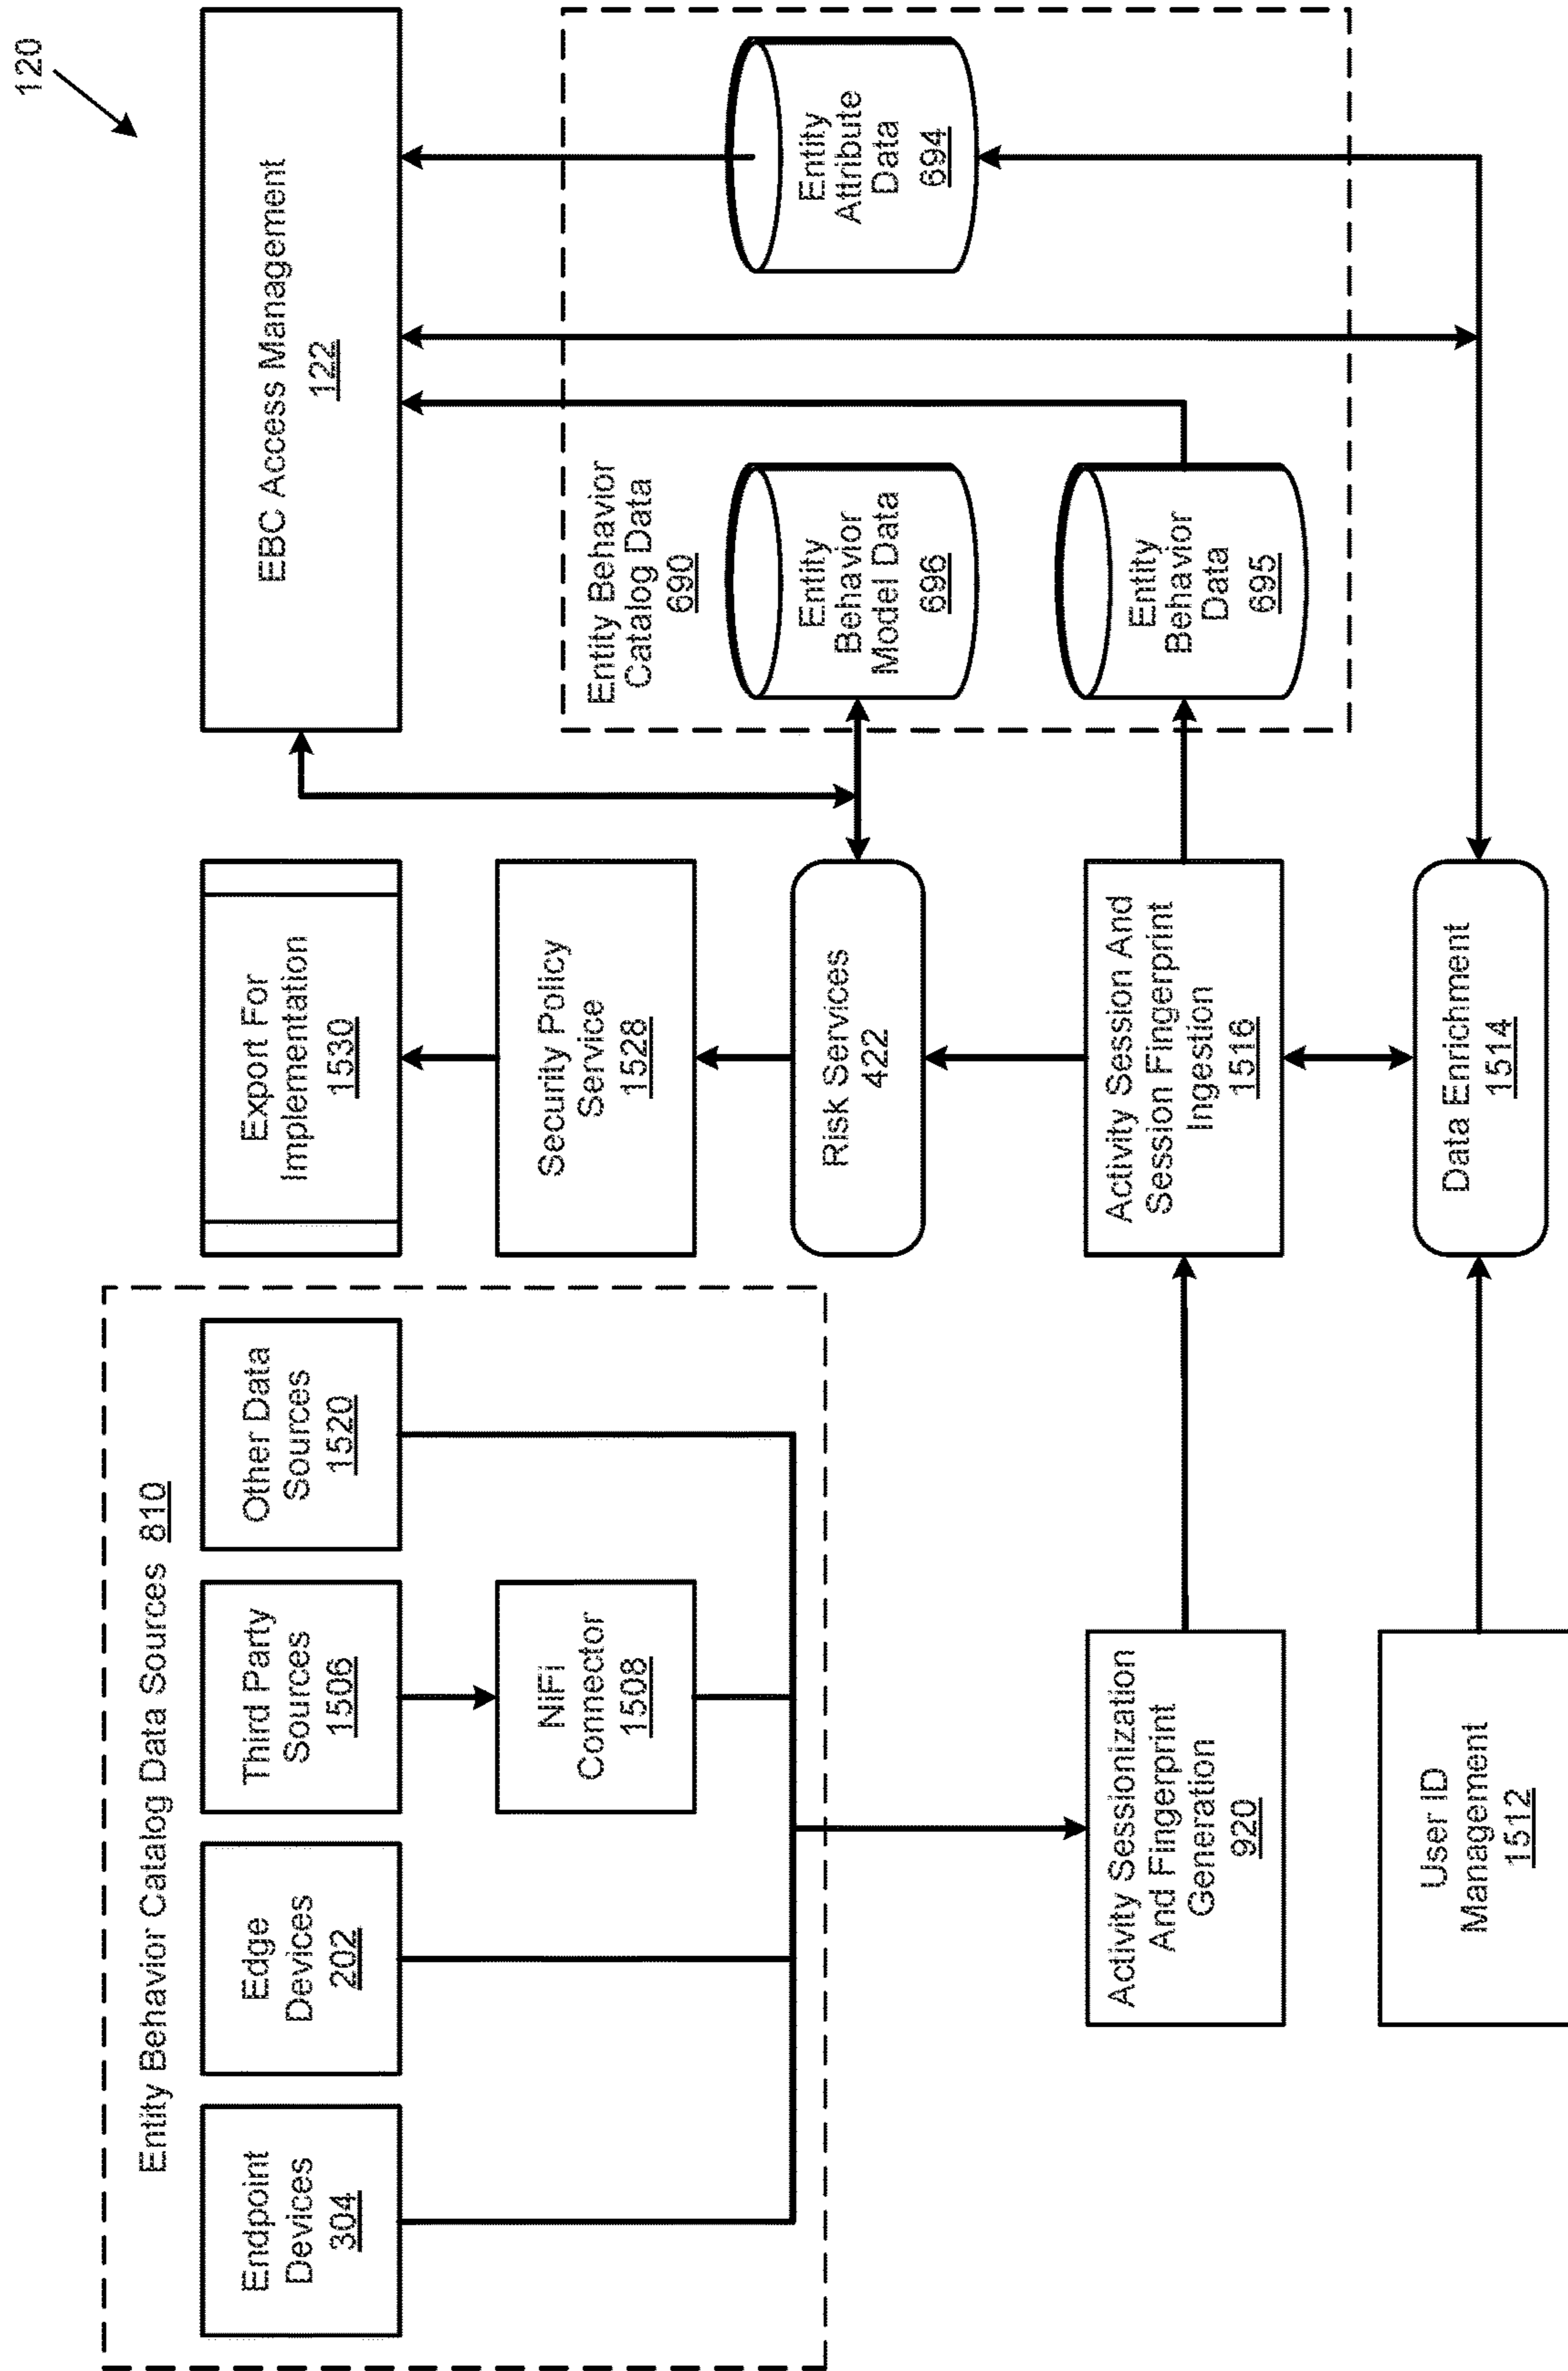 120
Entity Behavior Catalog Data Sources 810
Endpoint
Devices
304
Edge
Devices
202
Third Party
Sources
1506
Other Data
Sources
1520
NiFi
Connector
1508
Export For
Implementation
1530
Security Policy
Service
1528
Risk Services
422
EBC Access Management
122
Entity Behavior
Catalog Data
690
Entity
Behavior
Model Data
696
Entity
Attribute
Data
694
Entity
Behavior
Data
695
Activity Sessionization
And Fingerprint
Generation
920
Activity Session And
Session Fingerprint
Ingestion
1516
User ID
Management
1512
Data Enrichment
1514